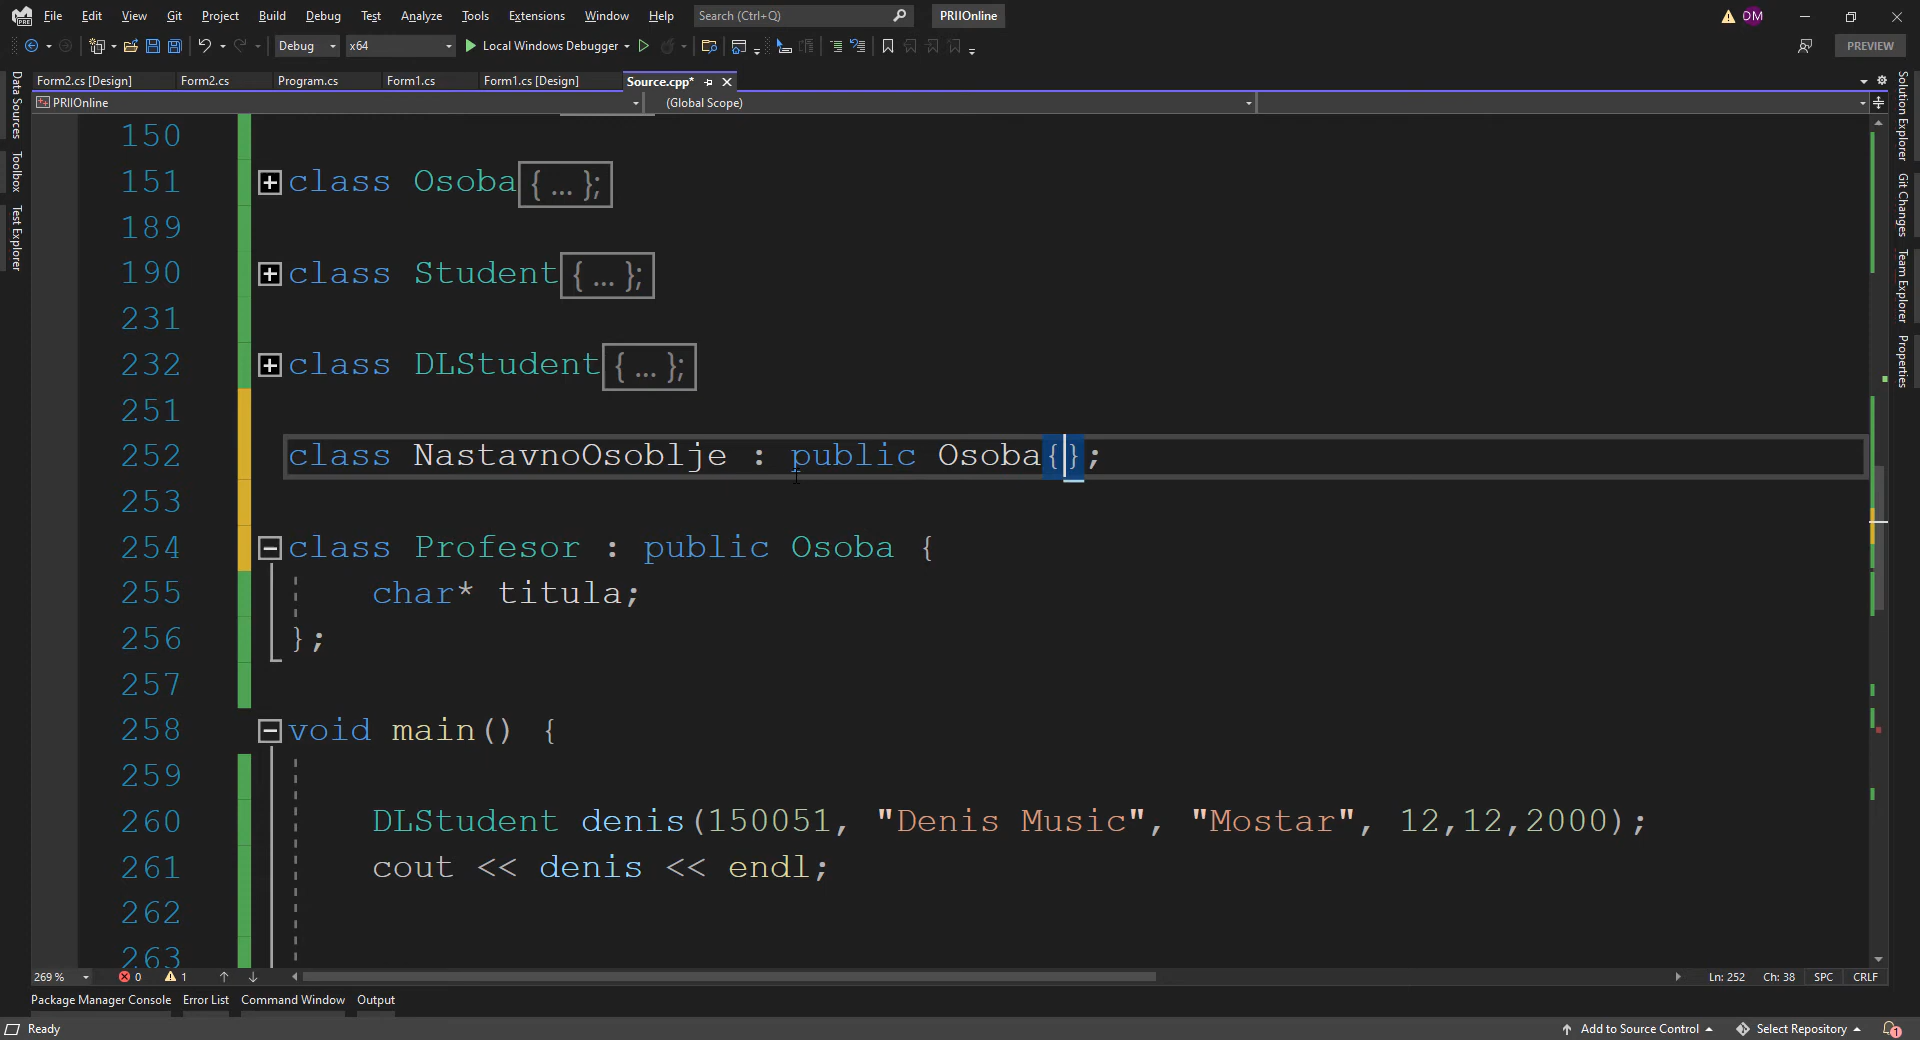 File Edit View Git Project Build Debug Test Analyze Tools Extensions Window Help Search (Ctrl+Q) PRIIOnline DM
Debug x64 Local Windows Debugger PREVIEW
Form2.cs [Design] Form2.cs Program.cs Form1.cs Form1.cs [Design] Source.cpp*
PRIIOnline (Global Scope)
Data Sources
Toolbox
Test Explorer
150
151 class Osoba{ ... };
189
190 class Student{ ... };
231
232 class DLStudent{ ... };
251
252 class NastavnoOsoblje : public Osoba{};
253
254 class Profesor : public Osoba {
255 char* titula;
256 };
257
258 void main() {
259
260 DLStudent denis(150051, "Denis Music", "Mostar", 12,12,2000);
261 cout << denis << endl;
262
263
Solution Explorer
Git Changes
Team Explorer
Properties
269 % 0 1 Ln: 252 Ch: 38 SPC CRLF
Package Manager Console Error List Command Window Output
Ready Add to Source Control Select Repository 1